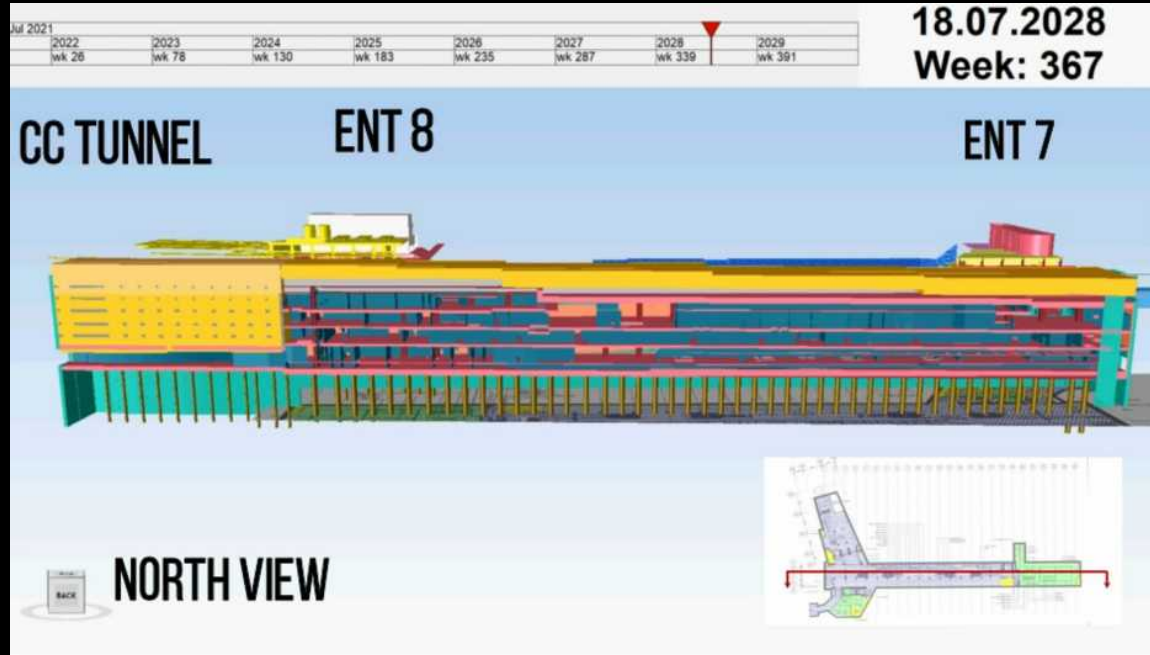 Jul 2021
2022 2023 2024 2025 2026 2027 2028 2029
wk 26 wk 78 wk 130 wk 183 wk 235 wk 287 wk 339 wk 391
18.07.2028
Week: 367
CC TUNNEL
ENT 8
ENT 7
NORTH VIEW
BACK